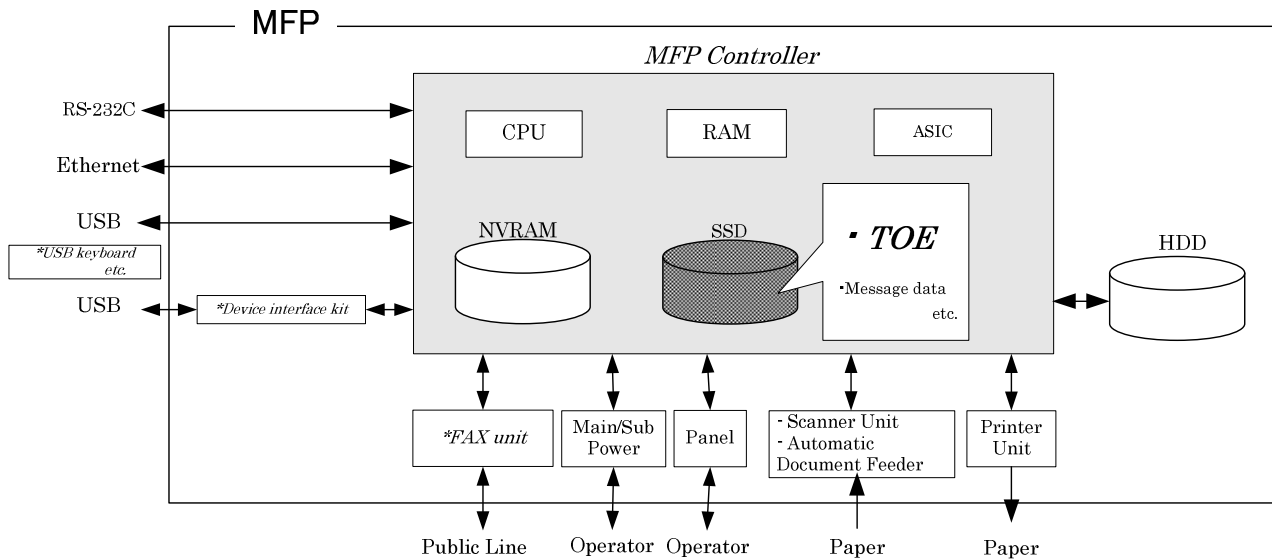 MFP
MFP Controller
RS-232C
CPU
RAM
ASIC
Ethernet
USB
NVRAM
SSD
・TOE
・Message data
etc.
HDD
*USB keyboard
etc.
USB
*Device interface kit
*FAX unit
Main/Sub
Power
Panel
・Scanner Unit
・Automatic
Document Feeder
Printer
Unit
Public Line
Operator
Operator
Paper
Paper